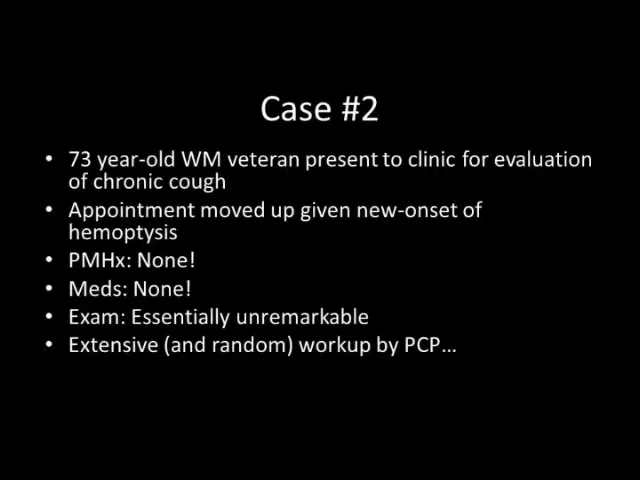 Case #2
• 73 year-old WM veteran present to clinic for evaluation
of chronic cough
• Appointment moved up given new-onset of
hemoptysis
• PMHx: None!
• Meds: None!
• Exam: Essentially unremarkable
• Extensive (and random) workup by PCP...